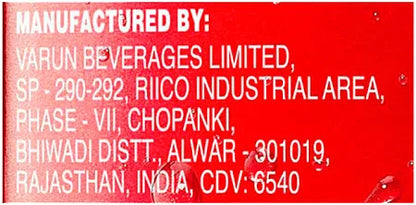 MANUFACTURED BY:
VARUN BEVERAGES LIMITED,
SP - 290-292, RIICO INDUSTRIAL AREA,
PHASE - VII, CHOPANKI,
BHIWADI DISTT., ALWAR - 301019,
RAJASTHAN, INDIA, CDV: 6540